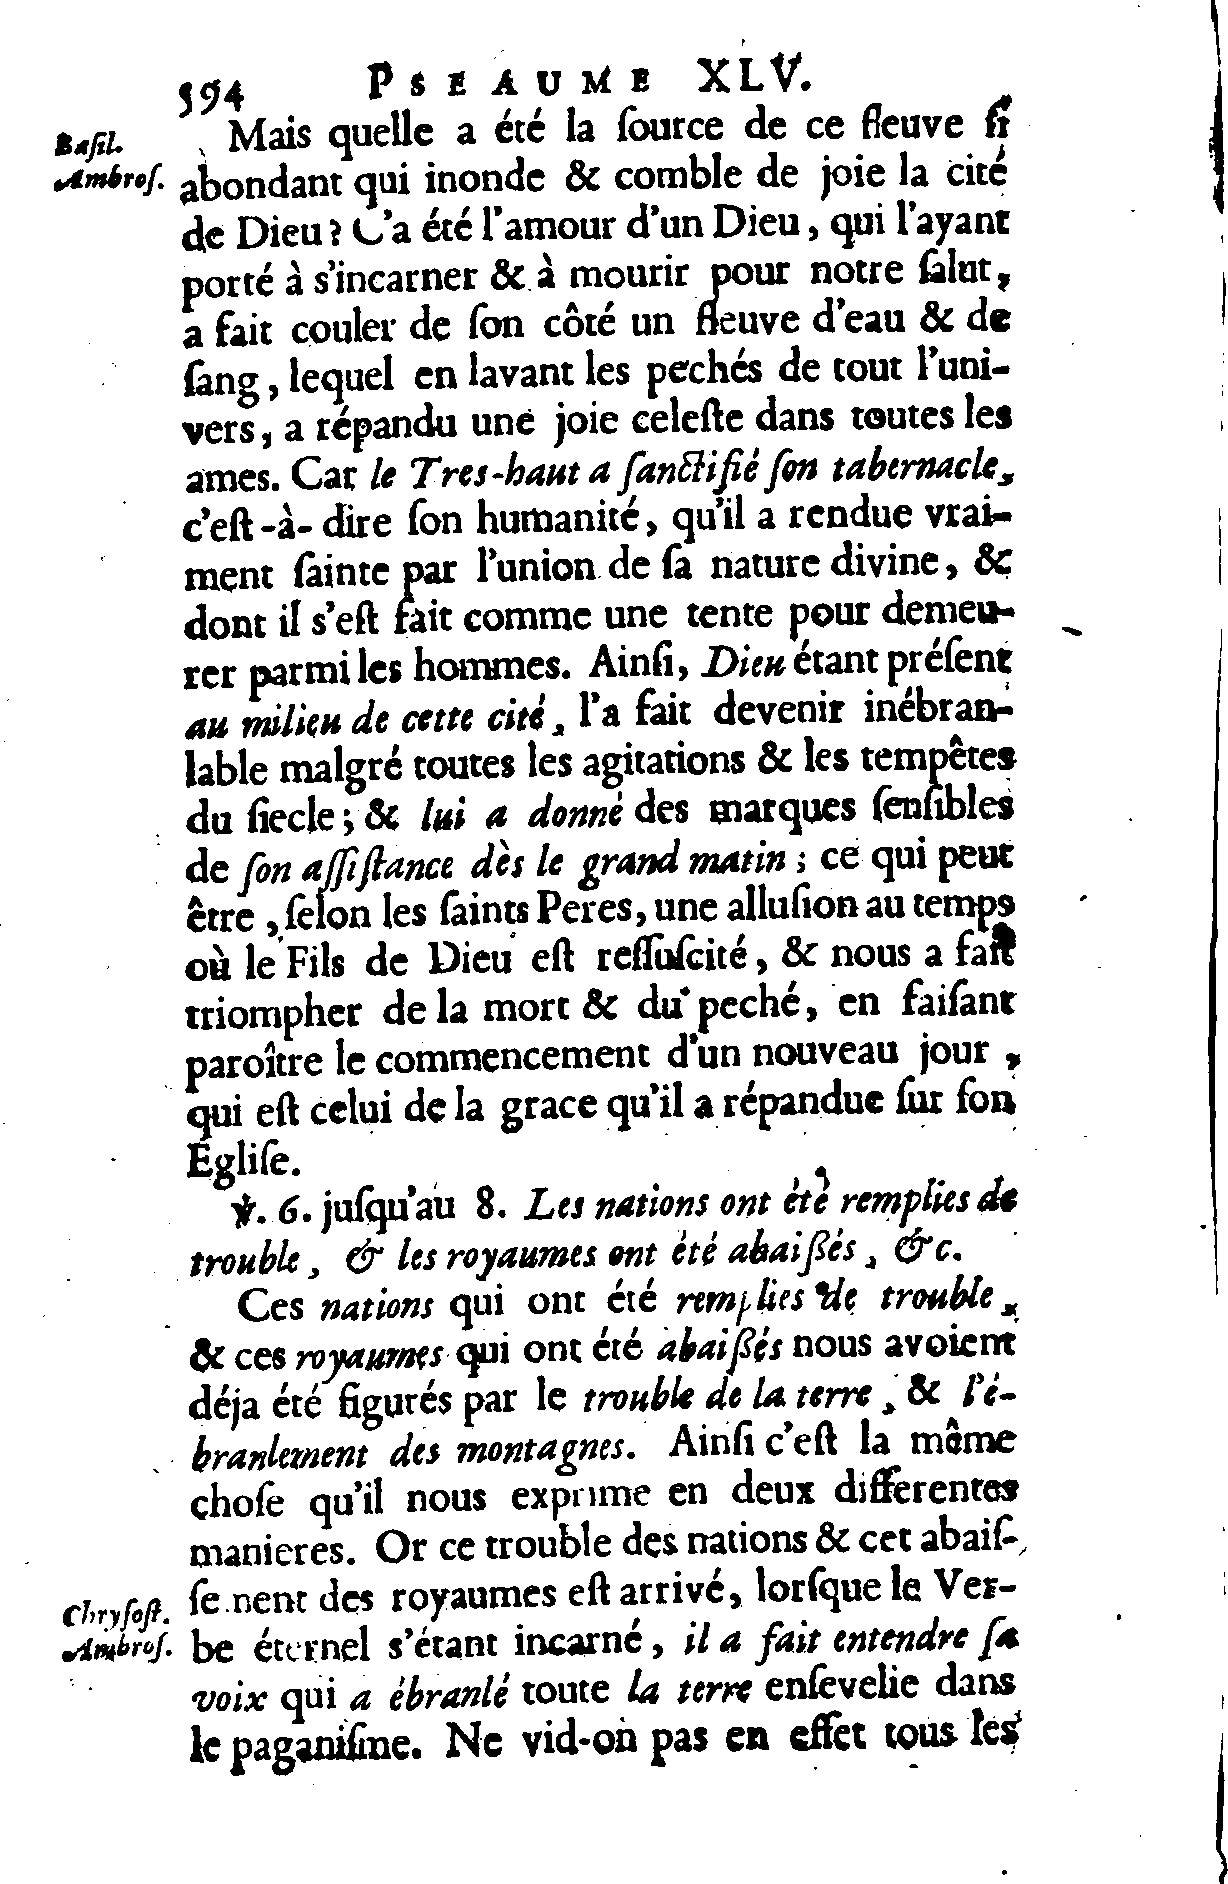 594 PSEAUME XLV.
Basil.
Ambros.
Mais quelle a été la ſource de ce fleuve ſi
abondant qui inonde & comble de joie la cité
de Dieu? C'a été l'amour d'un Dieu, qui l'ayant
porté à s'incarner & à mourir pour notre ſalut,
a fait couler de ſon côté un fleuve d'eau & de
ſang, lequel en lavant les pechés de tout l'uni-
vers, a répandu une joie celeſte dans toutes les
ames. Car le Tres-haut a ſanctifié ſon tabernacle,
c'eſt-à-dire ſon humanité, qu'il a rendue vrai-
ment ſainte par l'union de ſa nature divine, &
dont il s'eſt fait comme une tente pour demeu-
rer parmi les hommes. Ainſi, Dieu étant préſent
au milieu de cette cité, l'a fait devenir inébran-
lable malgré toutes les agitations & les tempêtes
du ſiecle; & lui a donné des marques ſenſibles
de ſon aſſiſtance dès le grand matin; ce qui peut
être, ſelon les ſaints Peres, une alluſion au temps
où le Fils de Dieu eſt reſſuſcité, & nous a fait
triompher de la mort & du peché, en faiſant
paroître le commencement d'un nouveau jour,
qui eſt celui de la grace qu'il a répandue ſur ſon
Egliſe.
℣. 6. juſqu'au 8. Les nations ont été remplies de
trouble, & les royaumes ont été abaiſſés, &c.
Ces nations qui ont été remplies de trouble,
& ces royaumes qui ont été abaiſſés nous avoient
déja été figurés par le trouble de la terre, & l'é-
branlement des montagnes. Ainſi c'eſt la même
choſe qu'il nous exprime en deux differentes
manieres. Or ce trouble des nations & cet abaiſ-
ſement des royaumes eſt arrivé, lorſque le Ver-
Chryſoſt.
Ambroſ.
be éternel s'étant incarné, il a fait entendre ſa
voix qui a ébranlé toute la terre enſevelie dans
le paganiſme. Ne vid-on pas en effet tous les